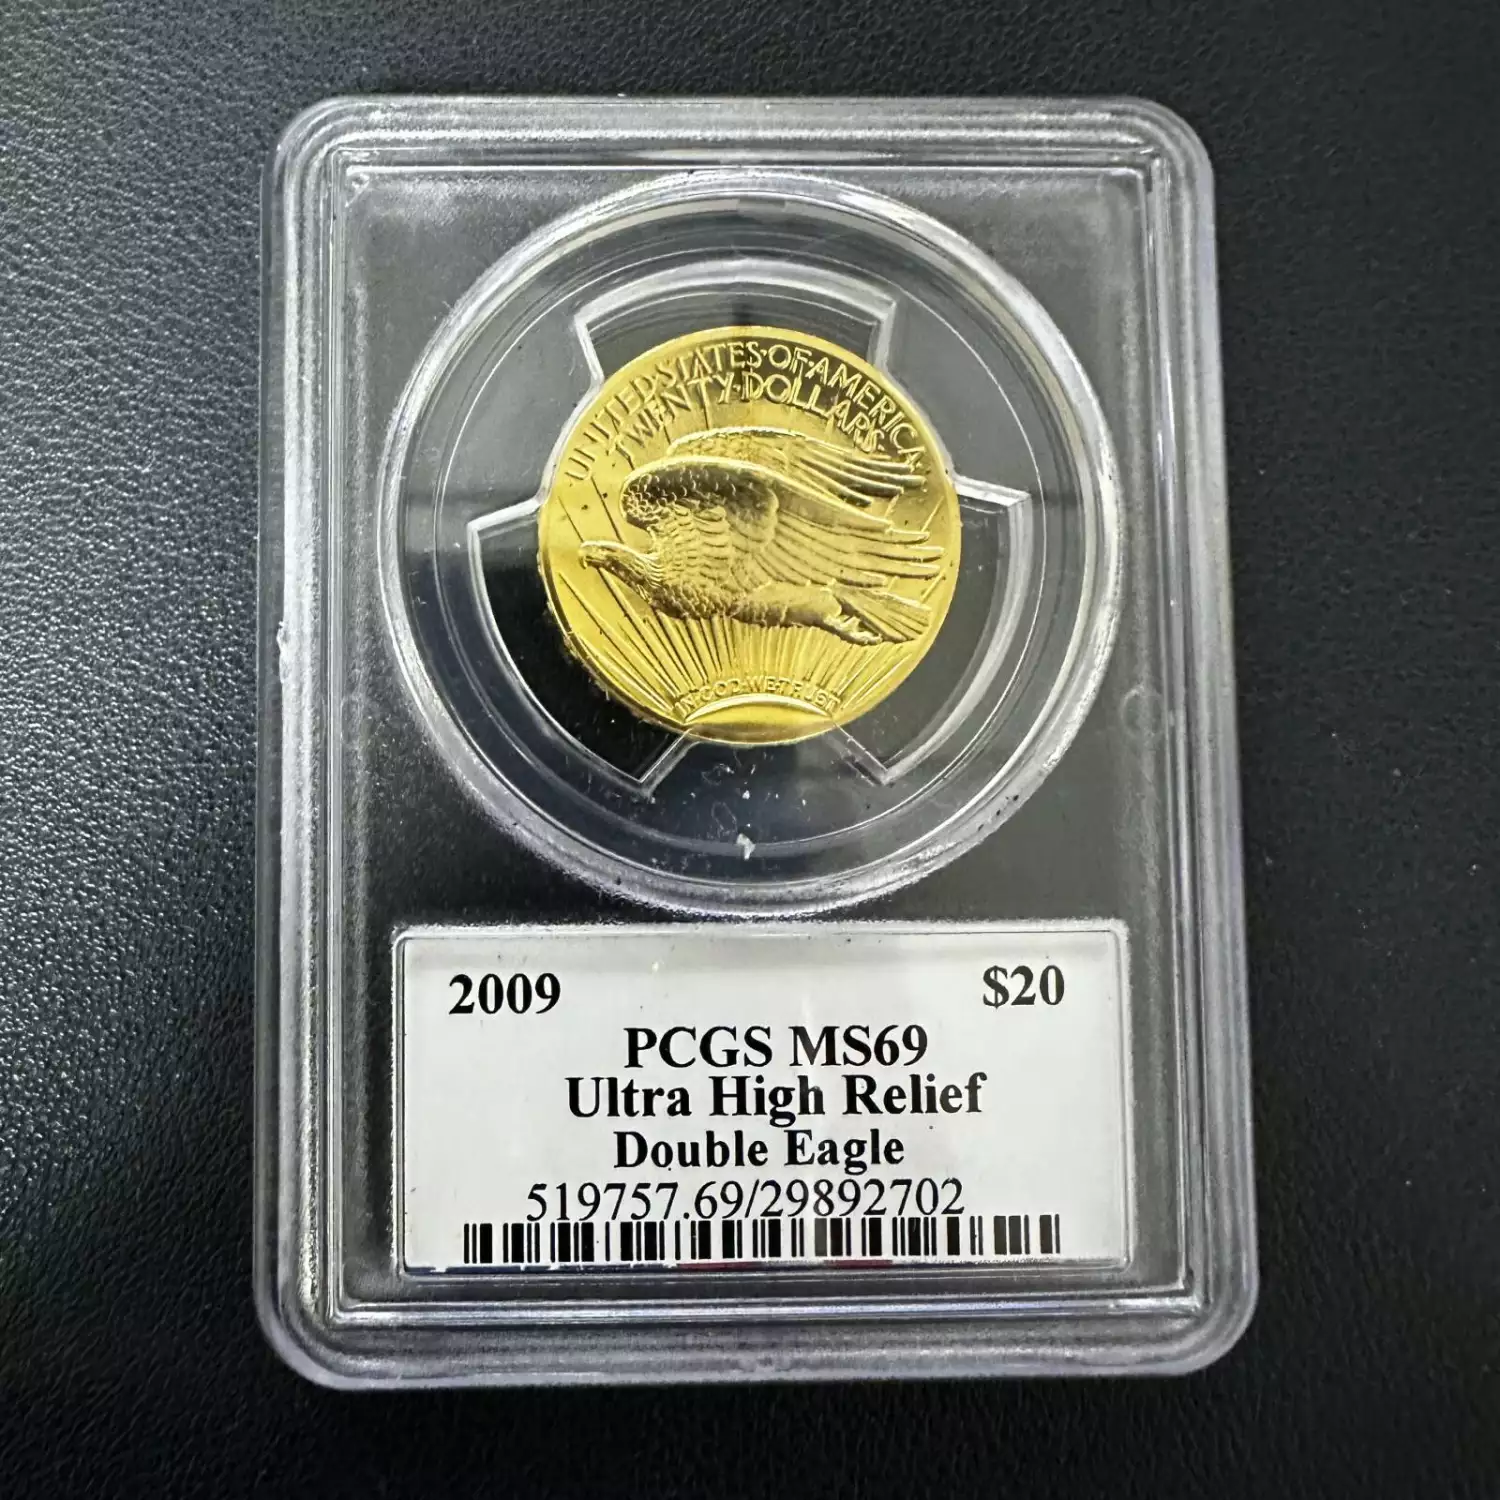 UNITED·STATES·OF·AMERICA·
TWENTY·DOLLARS·
IN·GOD·WE·TRUST
2009 $20
PCGS MS69
Ultra High Relief
Double Eagle
519757.69/29892702